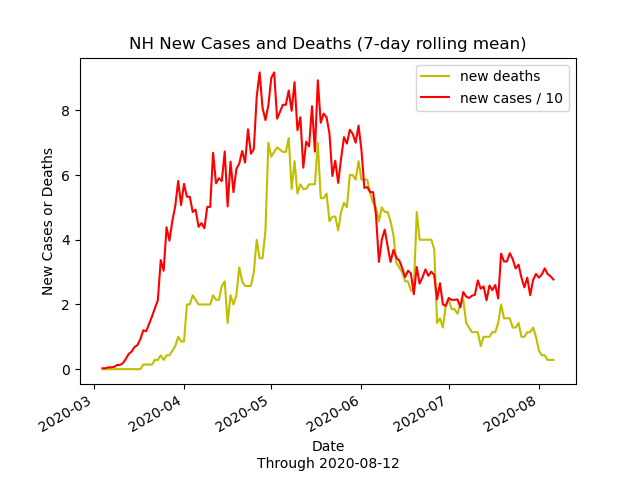 NH New Cases and Deaths (7-day rolling mean)
new deaths
new cases / 10
New Cases or Deaths
8
6
4
2
0
2020-03
2020-04
2020-05
2020-06
2020-07
2020-08
Date
Through 2020-08-12